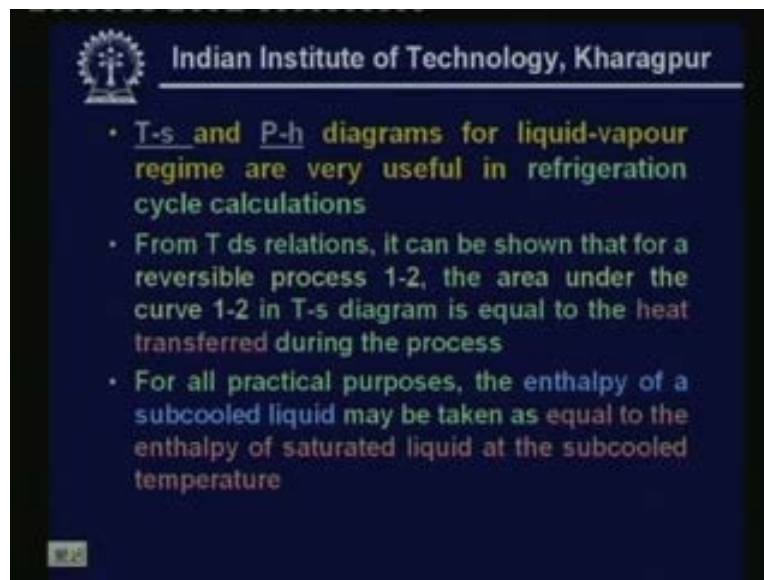 Indian Institute of Technology, Kharagpur
• T-s and P-h diagrams for liquid-vapour
regime are very useful in refrigeration
cycle calculations
• From T ds relations, it can be shown that for a
reversible process 1-2, the area under the
curve 1-2 in T-s diagram is equal to the heat
transferred during the process
• For all practical purposes, the enthalpy of a
subcooled liquid may be taken as equal to the
enthalpy of saturated liquid at the subcooled
temperature